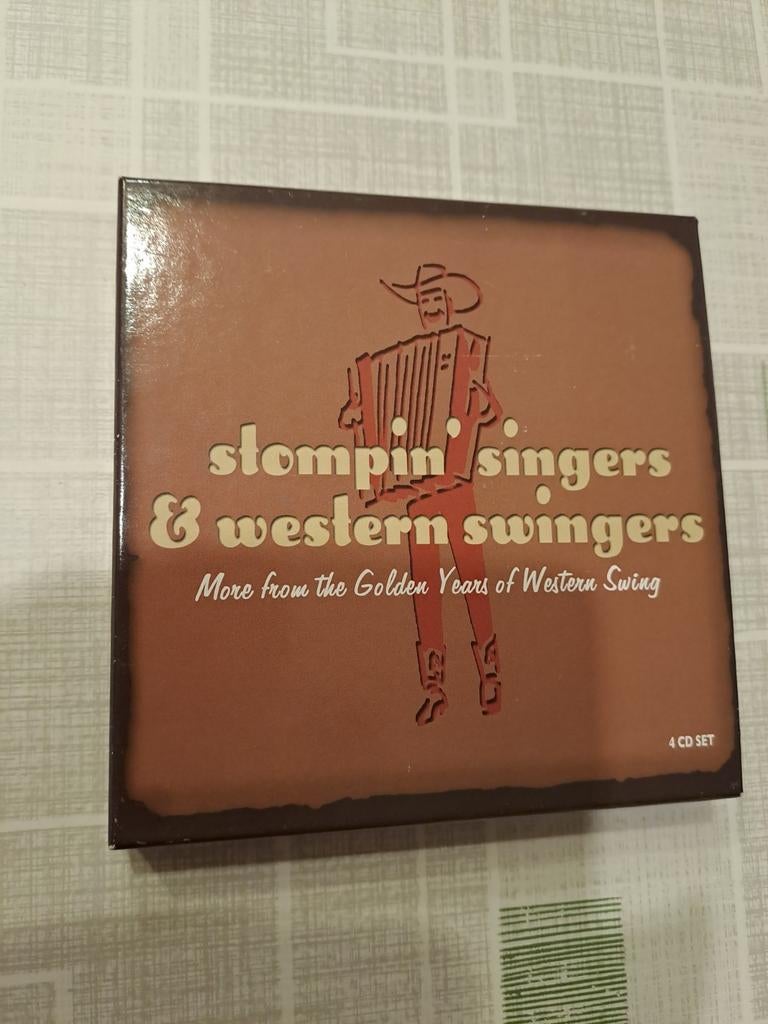 stompin' singers
& western swingers
More from the Golden Years of Western Swing
4 CD SET